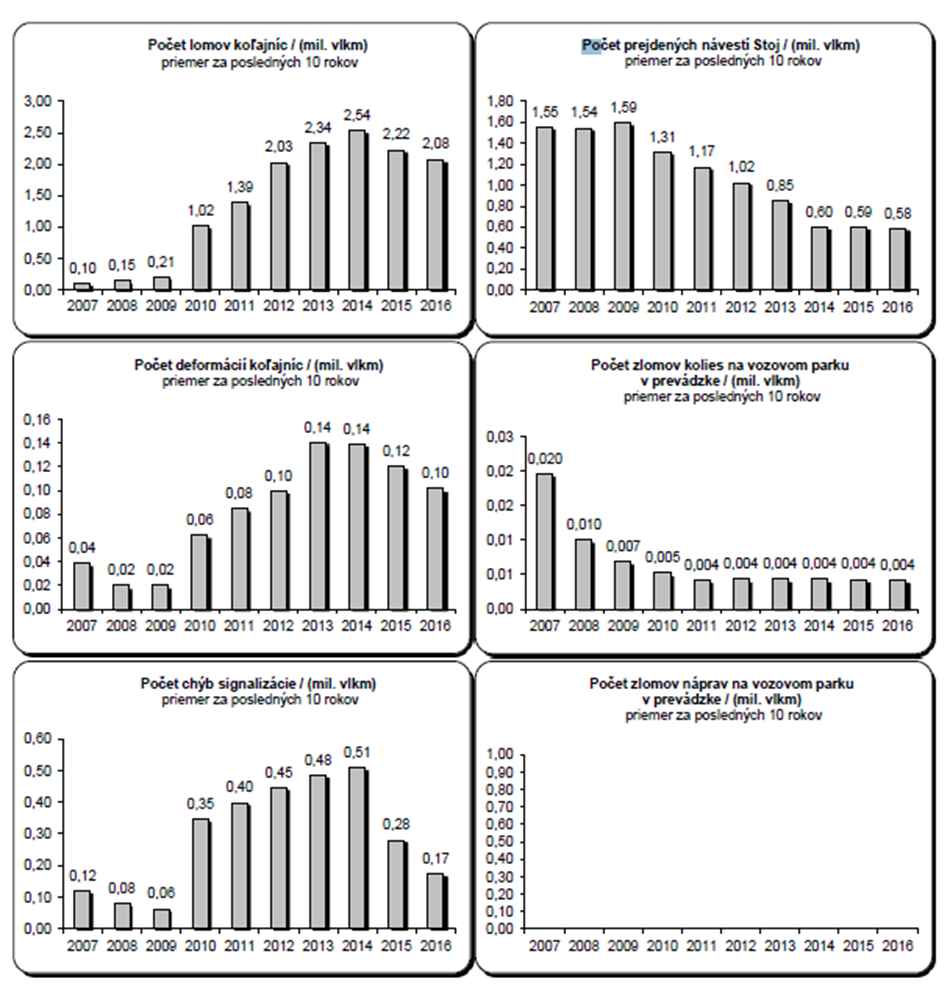 Počet lomov koľajníc / (mil. vlkm)
priemer za posledných 10 rokov
3,00
2,50
2,00
1,50
1,00
0,50
0,00
0,10 0,15 0,21 1,02 1,39 2,03 2,34 2,54 2,22 2,08
2007 2008 2009 2010 2011 2012 2013 2014 2015 2016
Počet prejdených návestí Stoj / (mil. vlkm)
priemer za posledných 10 rokov
1,80
1,60
1,40
1,20
1,00
0,80
0,60
0,40
0,20
0,00
1,55 1,54 1,59 1,31 1,17 1,02 0,85 0,60 0,59 0,58
2007 2008 2009 2010 2011 2012 2013 2014 2015 2016
Počet deformácií koľajníc / (mil. vlkm)
priemer za posledných 10 rokov
0,16
0,14
0,12
0,10
0,08
0,06
0,04
0,02
0,00
0,04 0,02 0,02 0,06 0,08 0,10 0,14 0,14 0,12 0,10
2007 2008 2009 2010 2011 2012 2013 2014 2015 2016
Počet zlomov kolies na vozovom parku
v prevádzke / (mil. vlkm)
priemer za posledných 10 rokov
0,03
0,02
0,02
0,01
0,01
0,00
0,020 0,010 0,007 0,005 0,004 0,004 0,004 0,004 0,004 0,004
2007 2008 2009 2010 2011 2012 2013 2014 2015 2016
Počet chýb signalizácie / (mil. vlkm)
priemer za posledných 10 rokov
0,60
0,50
0,40
0,30
0,20
0,10
0,00
0,12 0,08 0,06 0,35 0,40 0,45 0,48 0,51 0,28 0,17
2007 2008 2009 2010 2011 2012 2013 2014 2015 2016
Počet zlomov náprav na vozovom parku
v prevádzke / (mil. vlkm)
priemer za posledných 10 rokov
1,00
0,90
0,80
0,70
0,60
0,50
0,40
0,30
0,20
0,10
0,00
2007 2008 2009 2010 2011 2012 2013 2014 2015 2016